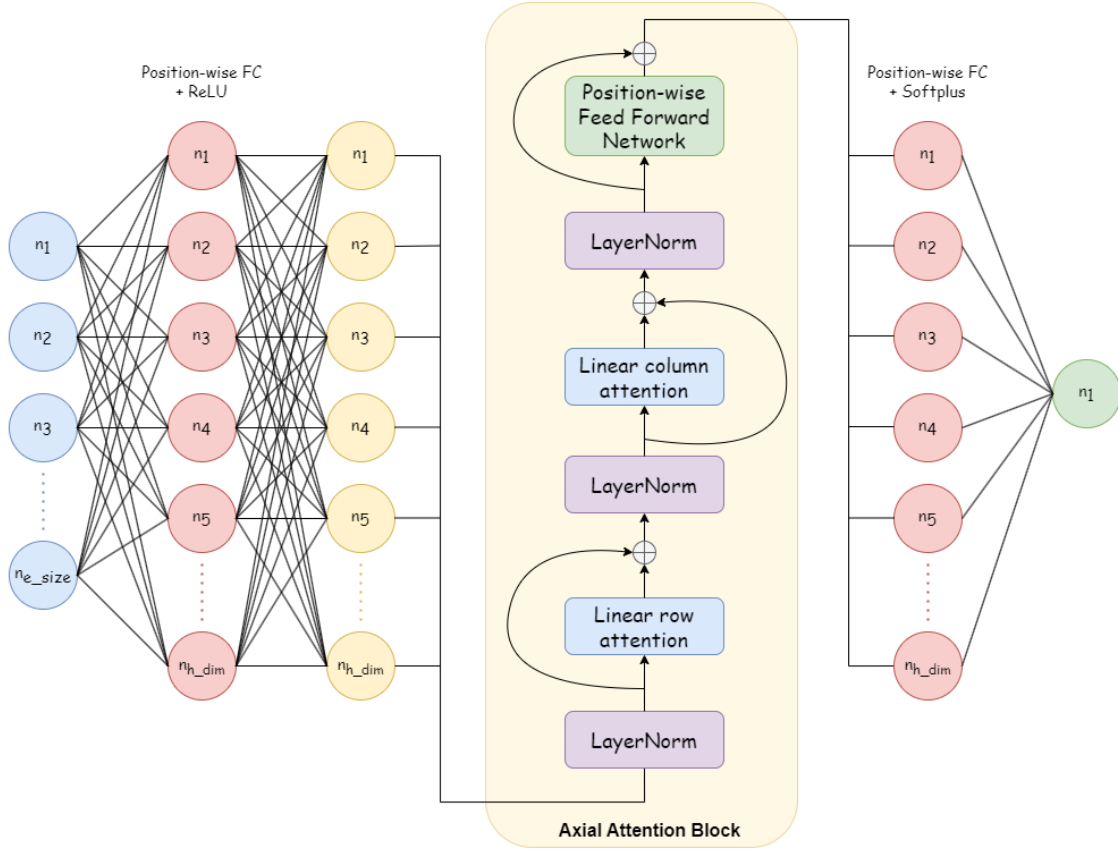 Position-wise FC
+ ReLU
n1
n2
n3
ne_size
n1
n2
n3
n4
n5
nh_dim
n1
n2
n3
n4
n5
nh_dim
Position-wise
Feed Forward
Network
LayerNorm
Linear column
attention
LayerNorm
Linear row
attention
LayerNorm
Axial Attention Block
Position-wise FC
+ Softplus
n1
n2
n3
n4
n5
nh_dim
n1